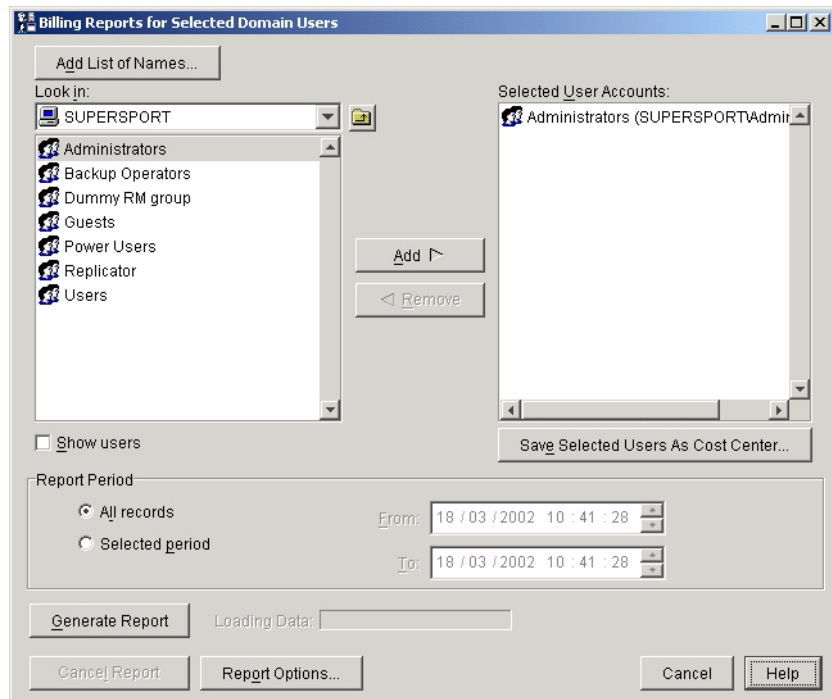 Billing Reports for Selected Domain Users
Add List of Names...
Look in:
SUPERSPORT
Administrators
Backup Operators
Dummy RM group
Guests
Power Users
Replicator
Users
Show users
Add
Remove
Selected User Accounts:
Administrators (SUPERSPORT\Admir
Save Selected Users As Cost Center...
Report Period
All records
Selected period
From: 18 / 03 / 2002 10 : 41 : 28
To: 18 / 03 / 2002 10 : 41 : 28
Generate Report
Loading Data:
Cancel Report
Report Options...
Cancel
Help